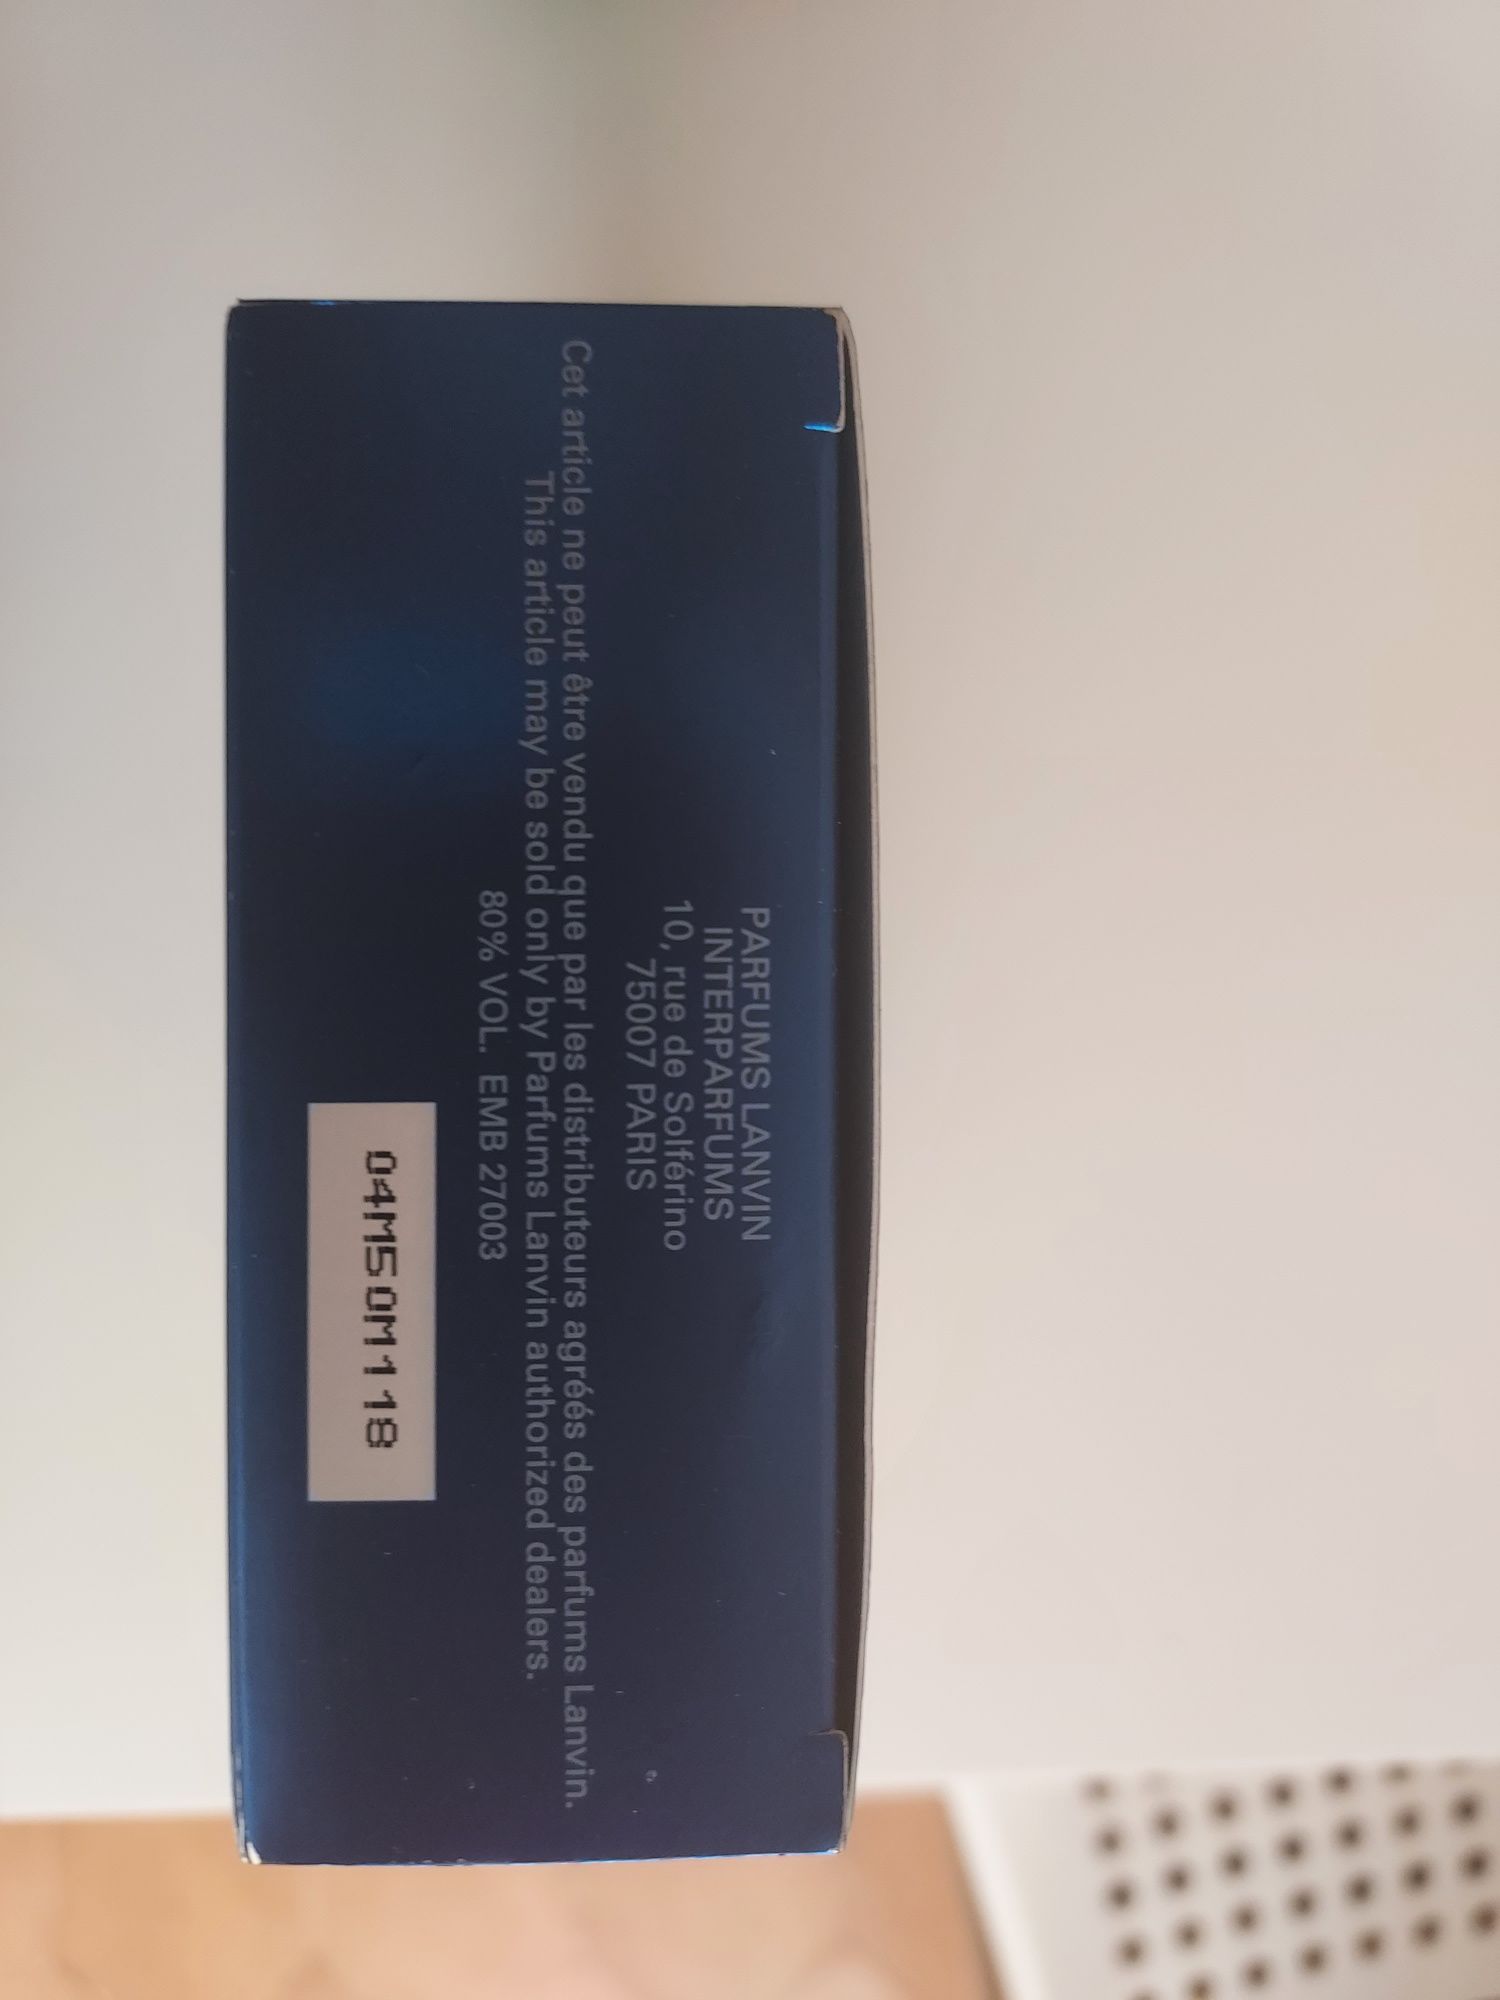 PARFUMS LANVIN
INTERPARFUMS
10, rue de Solférino
75007 PARIS
Cet article ne peut être vendu que par les distributeurs agréés des parfums Lanvin.
This article may be sold only by Parfums Lanvin authorized dealers.
80% VOL. EMB 27003
04M50M118